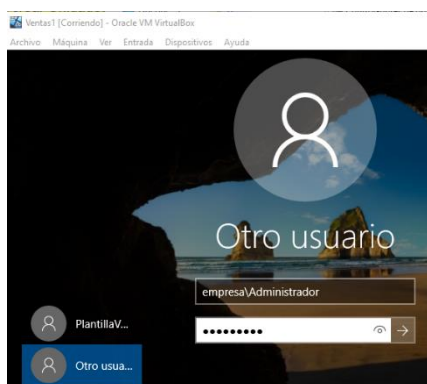 Ventas1 [Corriendo] - Oracle VM VirtualBox
Archivo Máquina Ver Entrada Dispositivos Ayuda
Otro usuario
empresa\Administrador
•••••••••
PlantillaV...
Otro usua...